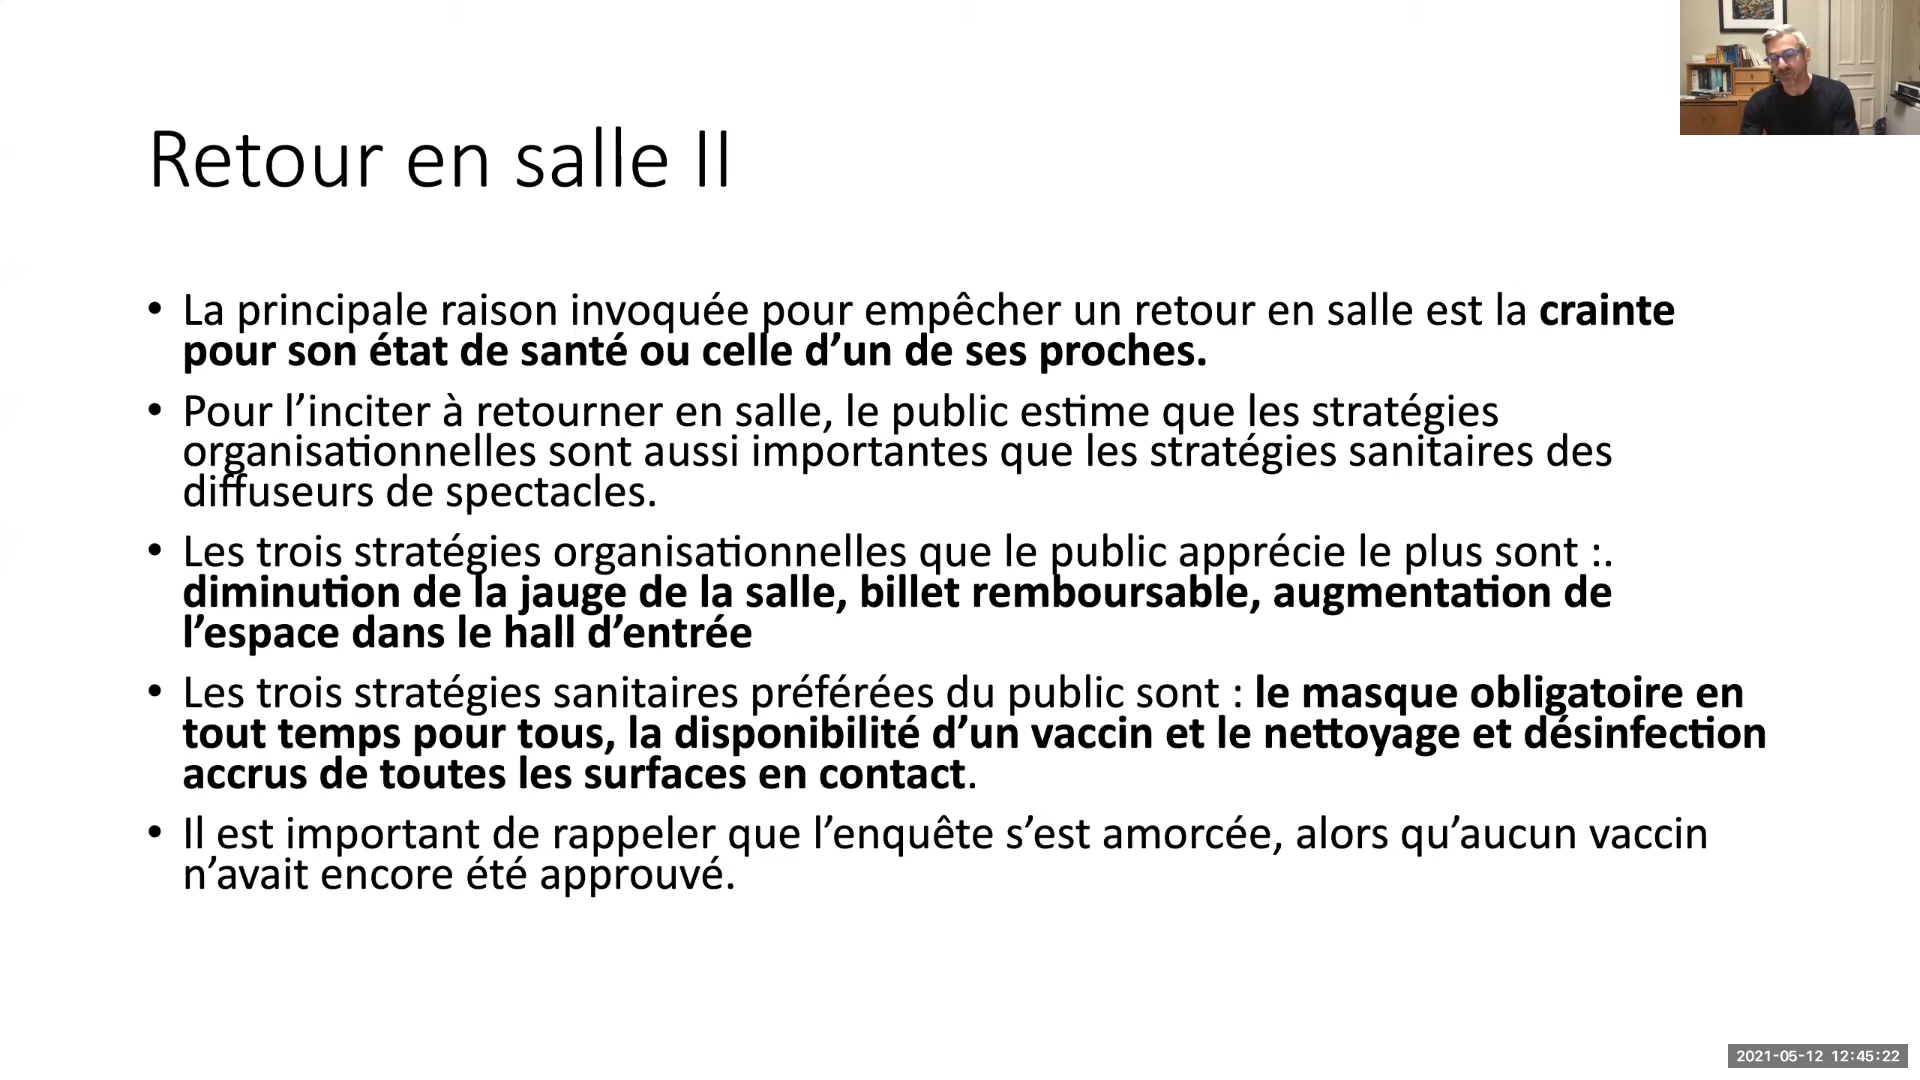 Retour en salle II
• La principale raison invoquée pour empêcher un retour en salle est la crainte
pour son état de santé ou celle d’un de ses proches.
• Pour l’inciter à retourner en salle, le public estime que les stratégies
organisationnelles sont aussi importantes que les stratégies sanitaires des
diffuseurs de spectacles.
• Les trois stratégies organisationnelles que le public apprécie le plus sont :.
diminution de la jauge de la salle, billet remboursable, augmentation de
l’espace dans le hall d’entrée
• Les trois stratégies sanitaires préférées du public sont : le masque obligatoire en
tout temps pour tous, la disponibilité d’un vaccin et le nettoyage et désinfection
accrus de toutes les surfaces en contact.
• Il est important de rappeler que l’enquête s’est amorcée, alors qu’aucun vaccin
n’avait encore été approuvé.
2021-05-12 12:45:22